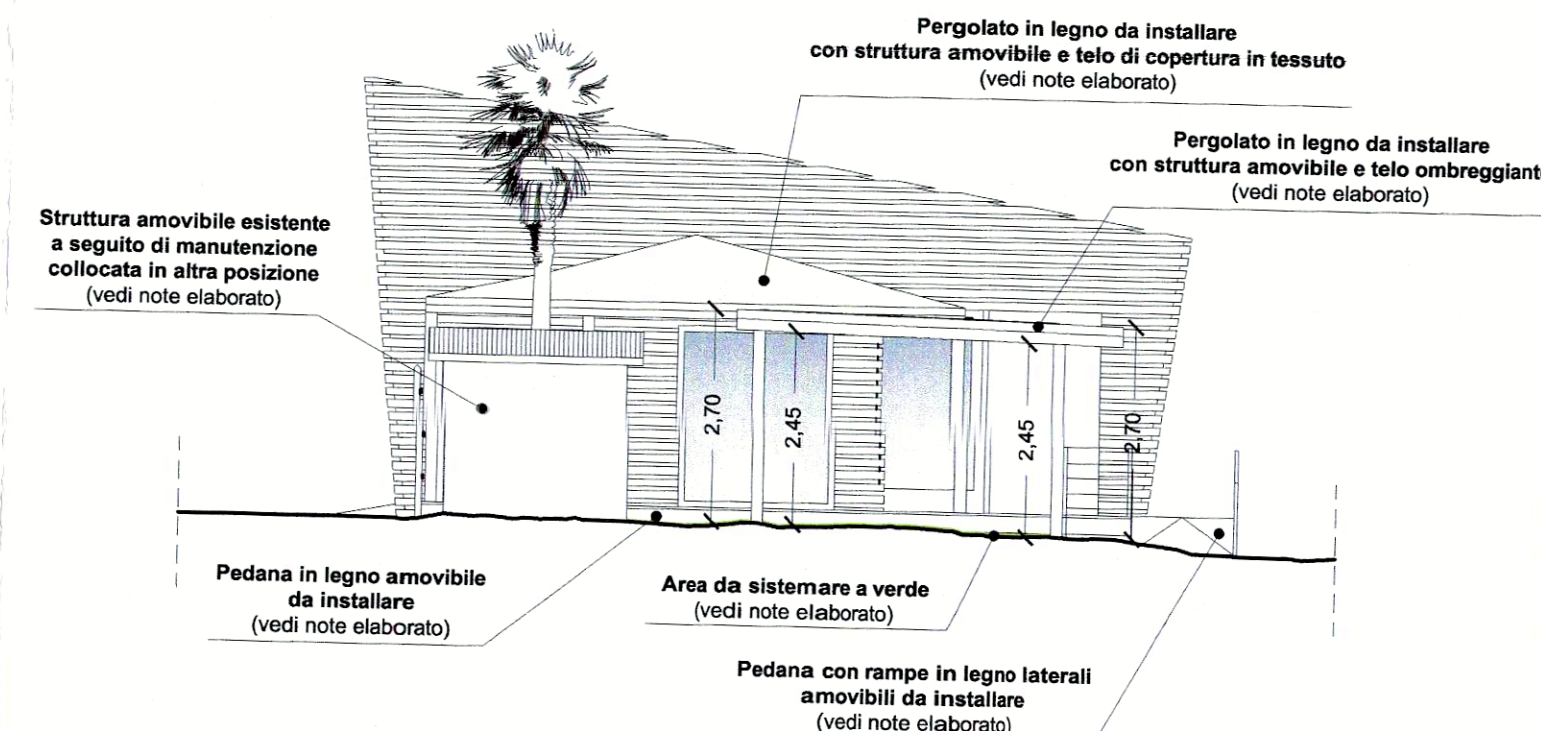 Pergolato in legno da installare
con struttura amovibile e telo di copertura in tessuto
(vedi note elaborato)
Pergolato in legno da installare
con struttura amovibile e telo ombreggiante
(vedi note elaborato)
Struttura amovibile esistente
a seguito di manutenzione
collocata in altra posizione
(vedi note elaborato)
2,70
2,45
2,45
2,70
Pedana in legno amovibile
da installare
(vedi note elaborato)
Area da sistemare a verde
(vedi note elaborato)
Pedana con rampe in legno laterali
amovibili da installare
(vedi note elaborato)